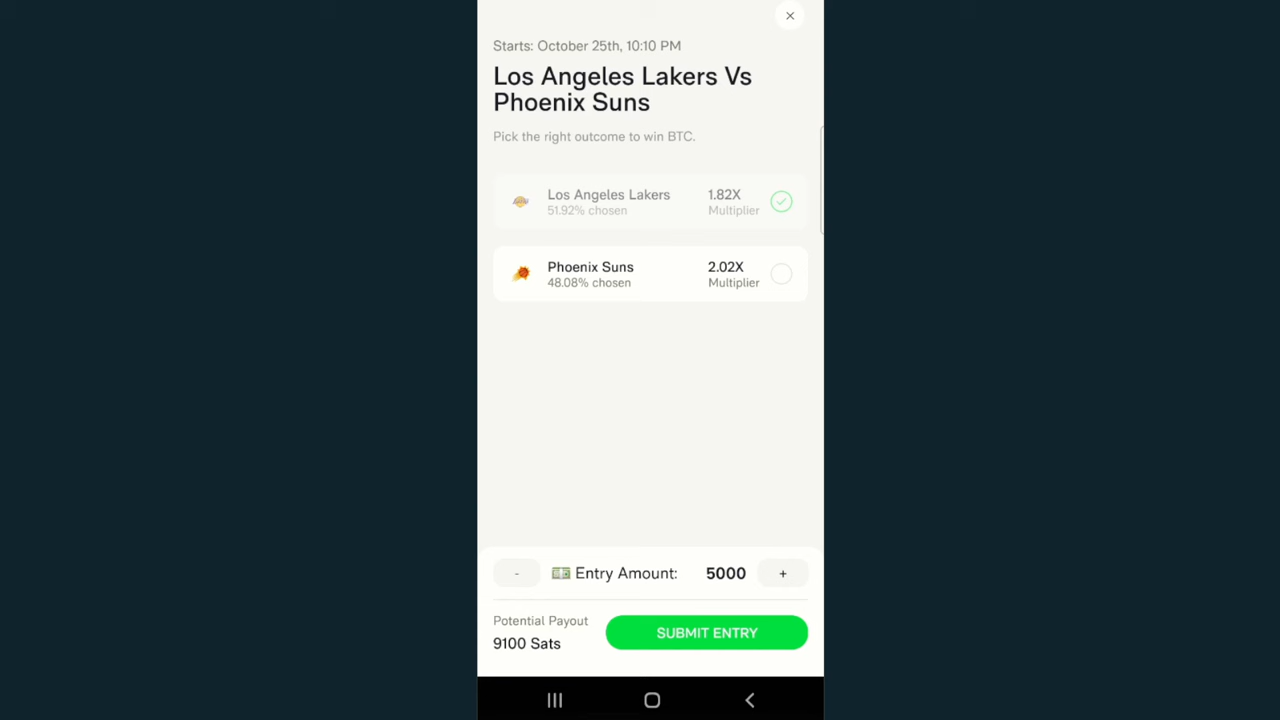 Starts: October 25th, 10:10 PM
Los Angeles Lakers Vs
Phoenix Suns
Pick the right outcome to win BTC.
Los Angeles Lakers 1.82X
51.92% chosen Multiplier
Phoenix Suns 2.02X
48.08% chosen Multiplier
- Entry Amount: 5000 +
Potential Payout
9100 Sats
SUBMIT ENTRY